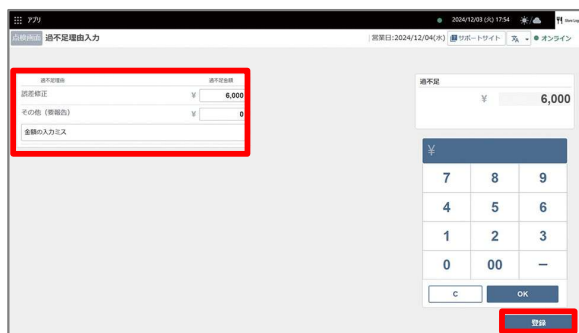 アプリ
2024/12/03 (火) 17:54
点検画面 過不足理由入力
営業日:2024/12/04(水) サポートサイト オンライン
過不足理由 過不足金額
誤差修正 ¥ 6,000
その他（要報告） ¥ 0
金額の入力ミス
過不足
¥ 6,000
¥
7 8 9
4 5 6
1 2 3
0 00 −
C OK
登録